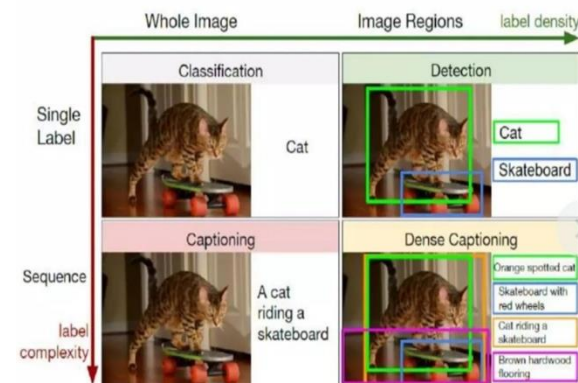 Whole Image
Image Regions
label density
Classification
Detection
Single
Label
Cat
Cat
Skateboard
Captioning
Dense Captioning
Sequence
label
complexity
A cat
riding a
skateboard
Orange spotted cat
Skateboard with
red wheels
Cat riding a
skateboard
Brown hardwood
flooring